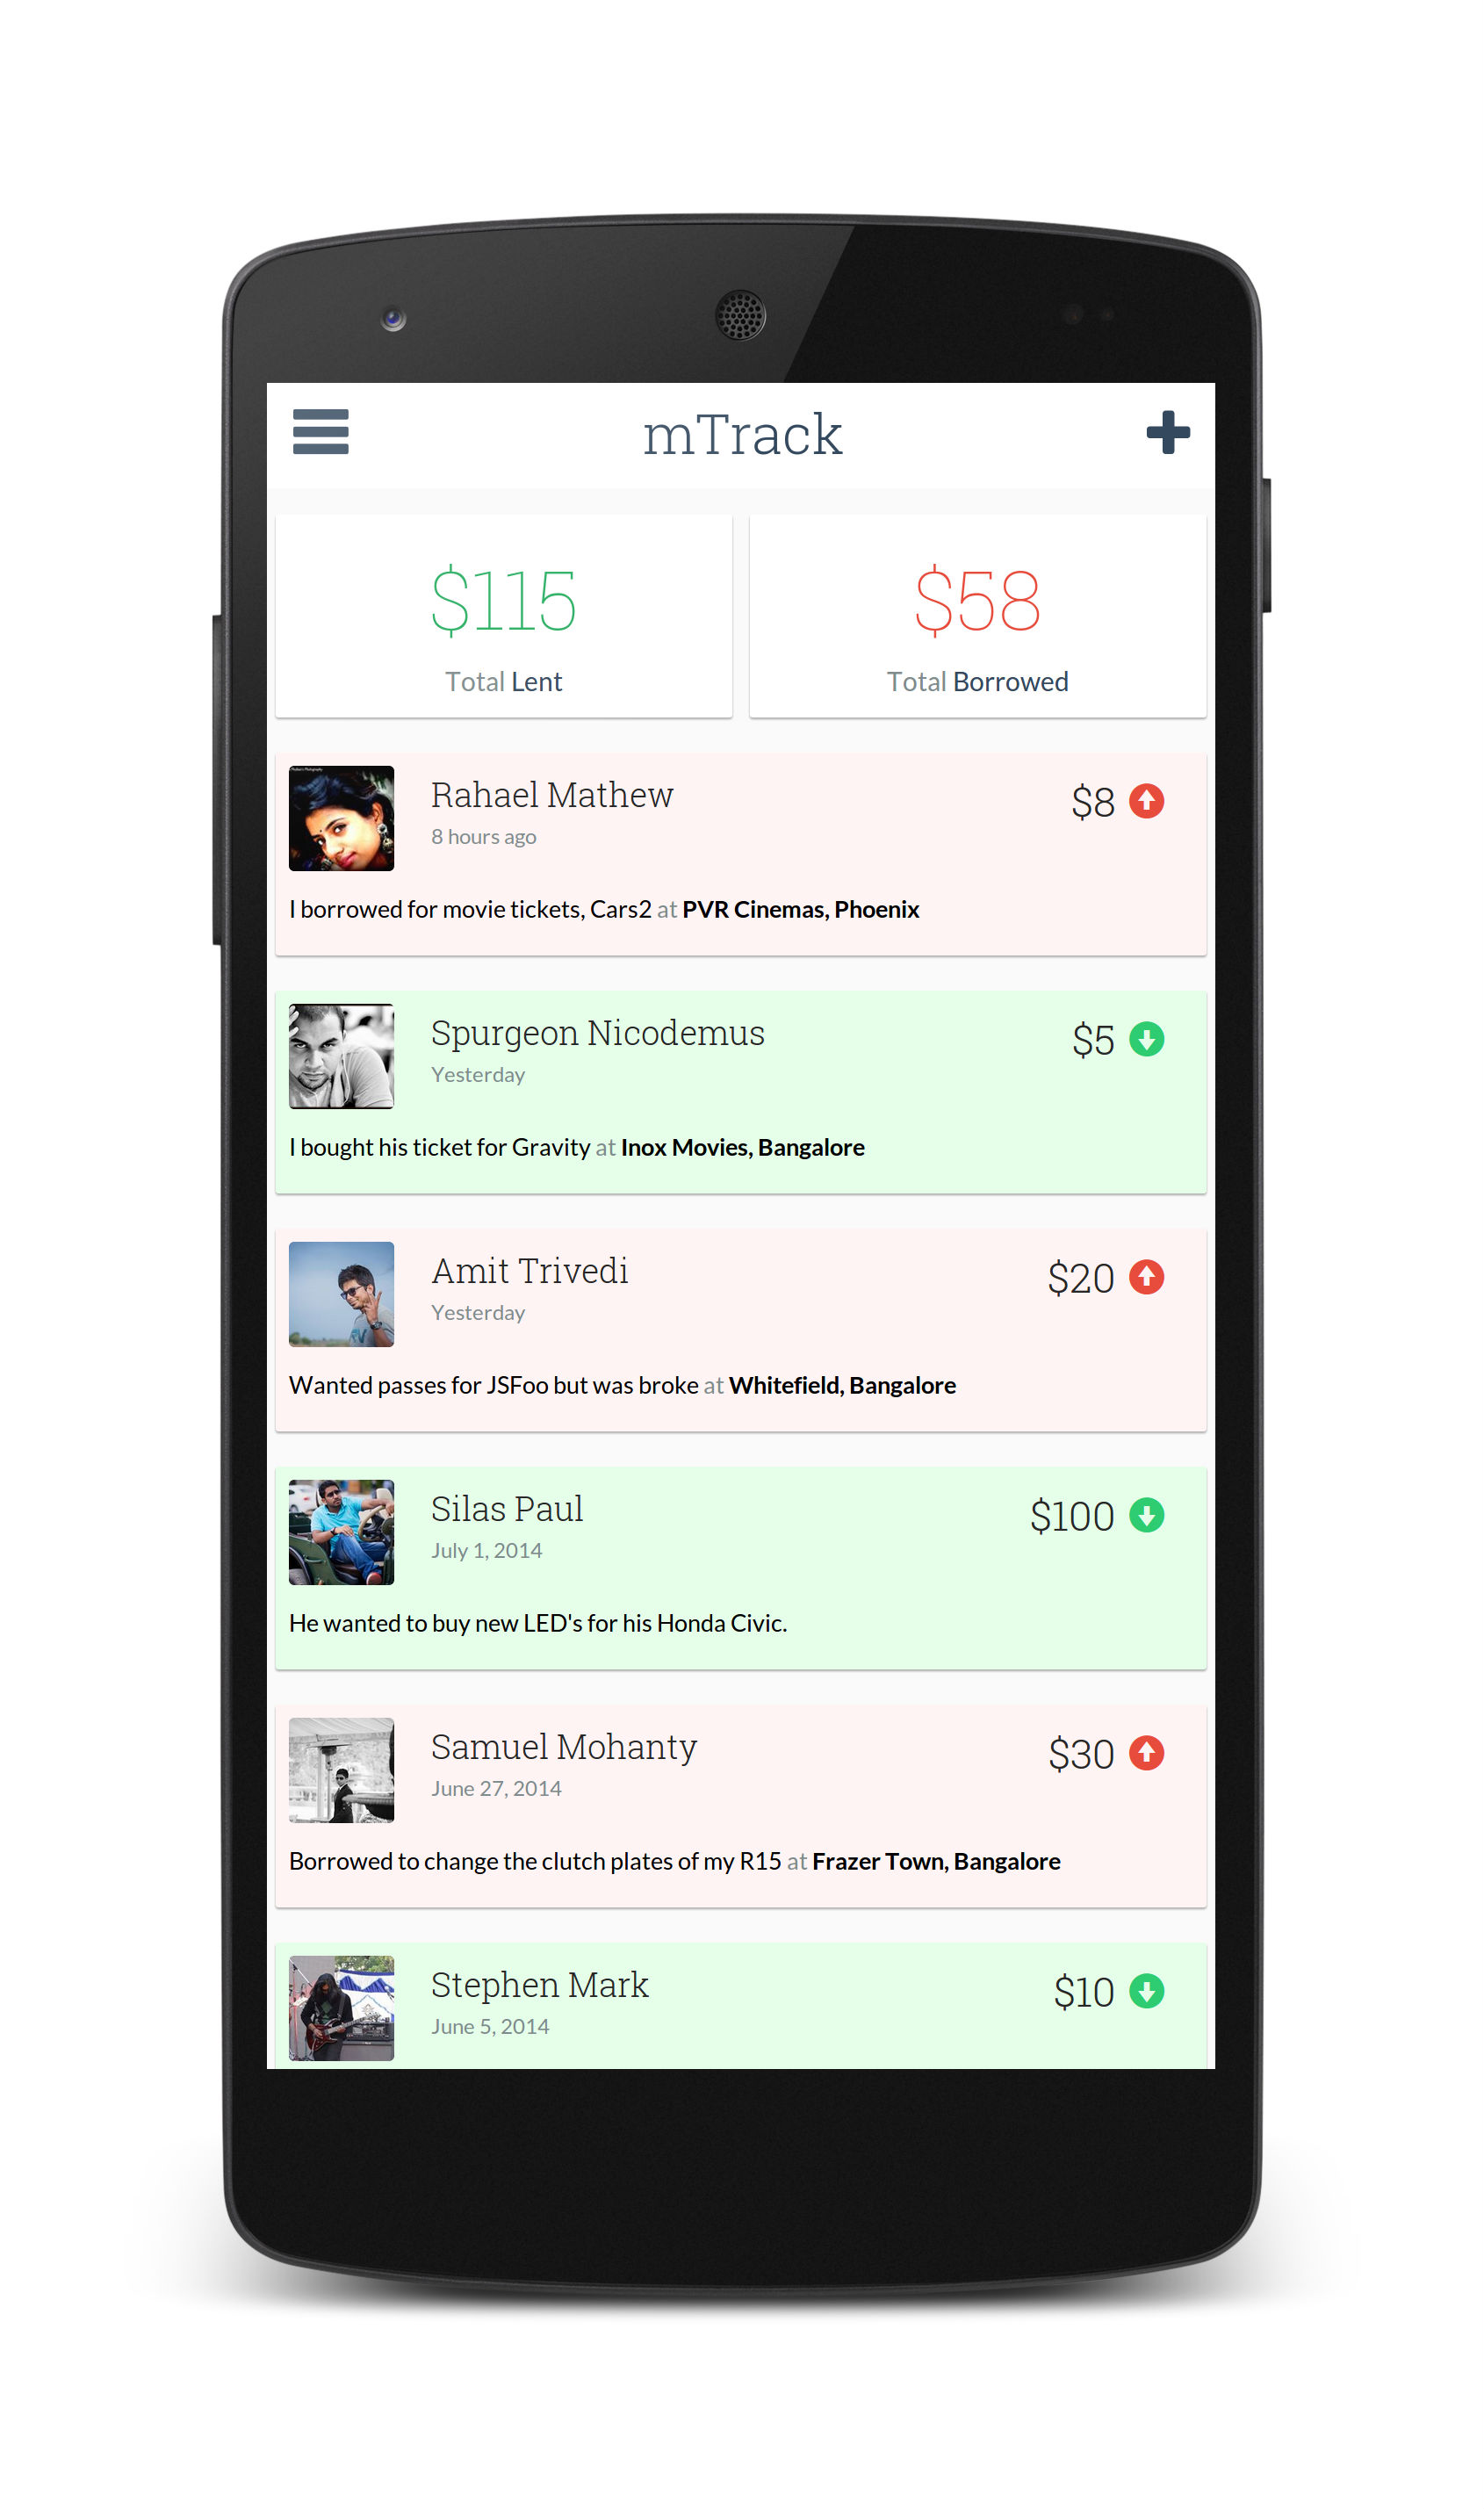 mTrack
$115
Total Lent
$58
Total Borrowed
Rahael Mathew
$8
8 hours ago
I borrowed for movie tickets, Cars2 at PVR Cinemas, Phoenix
Spurgeon Nicodemus
$5
Yesterday
I bought his ticket for Gravity at Inox Movies, Bangalore
Amit Trivedi
$20
Yesterday
Wanted passes for JSFoo but was broke at Whitefield, Bangalore
Silas Paul
$100
July 1, 2014
He wanted to buy new LED's for his Honda Civic.
Samuel Mohanty
$30
June 27, 2014
Borrowed to change the clutch plates of my R15 at Frazer Town, Bangalore
Stephen Mark
$10
June 5, 2014